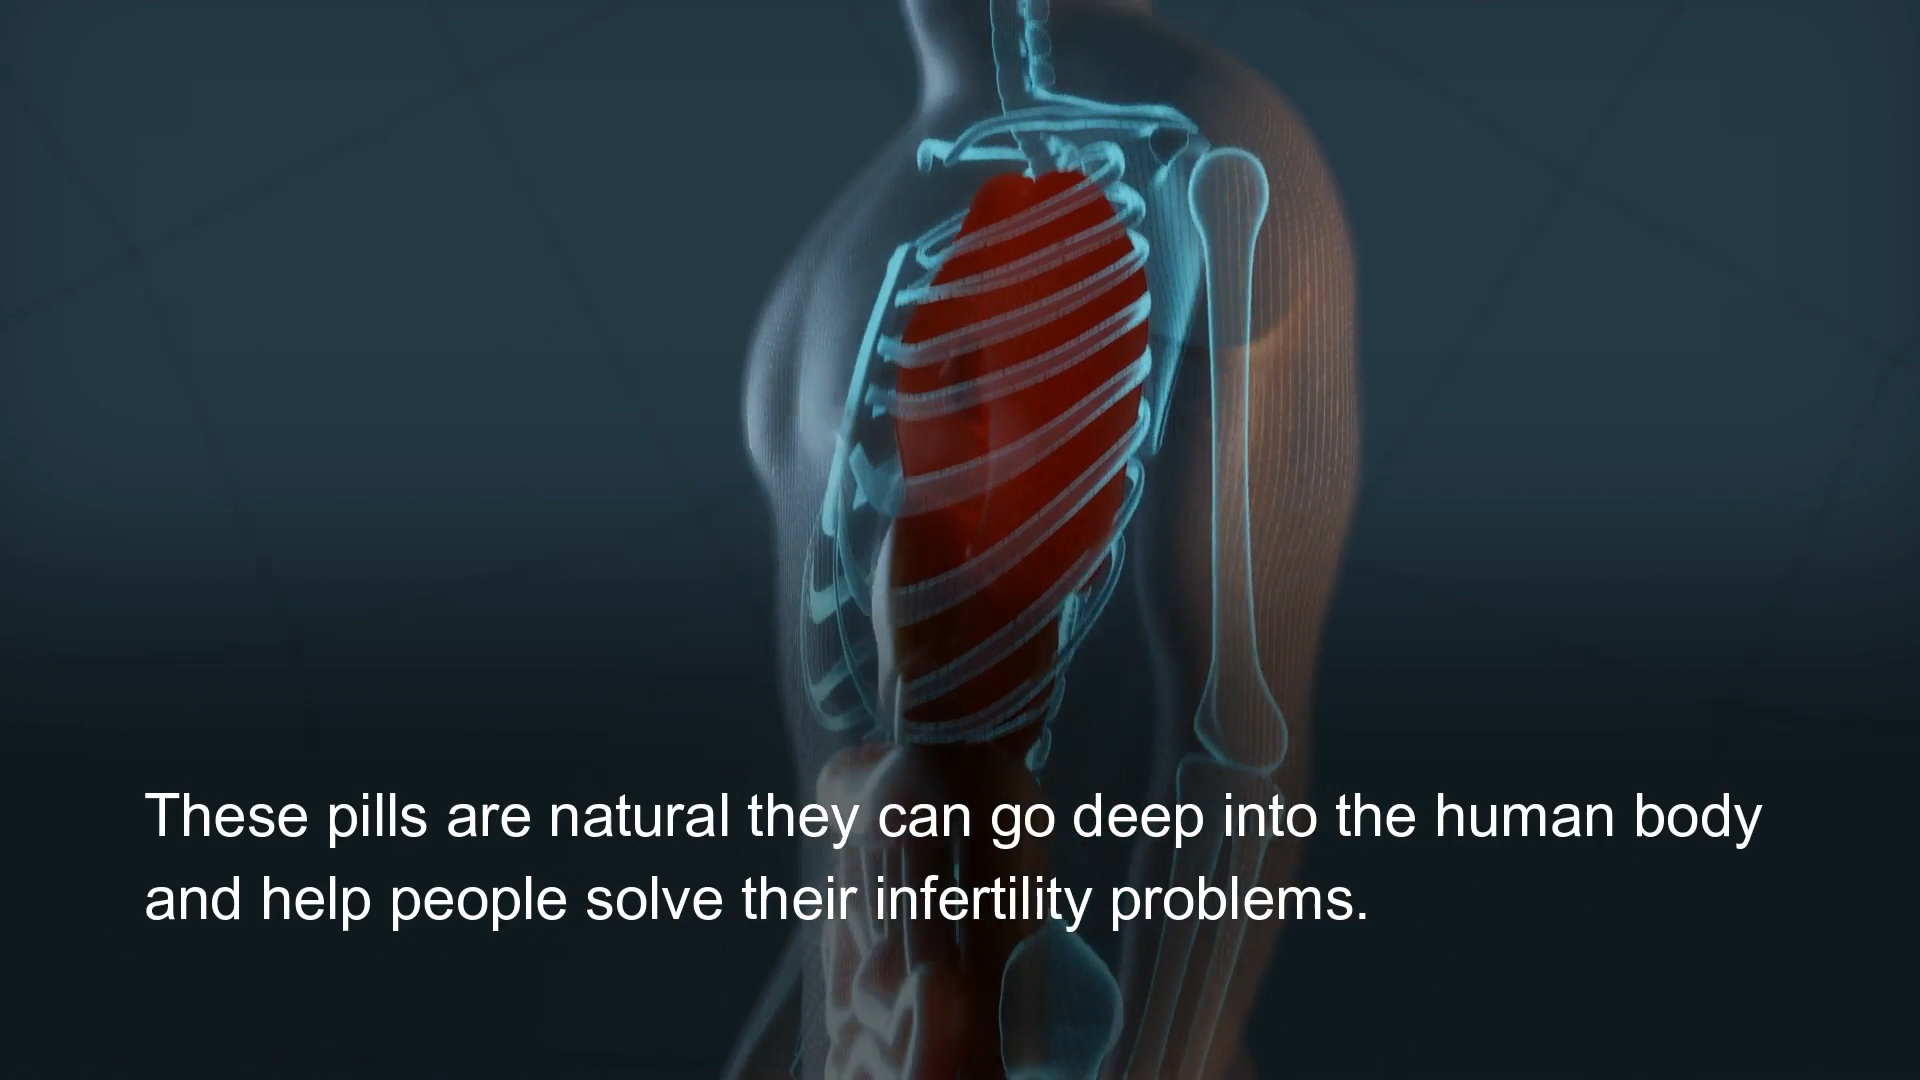 These pills are natural they can go deep into the human body
and help people solve their infertility problems.